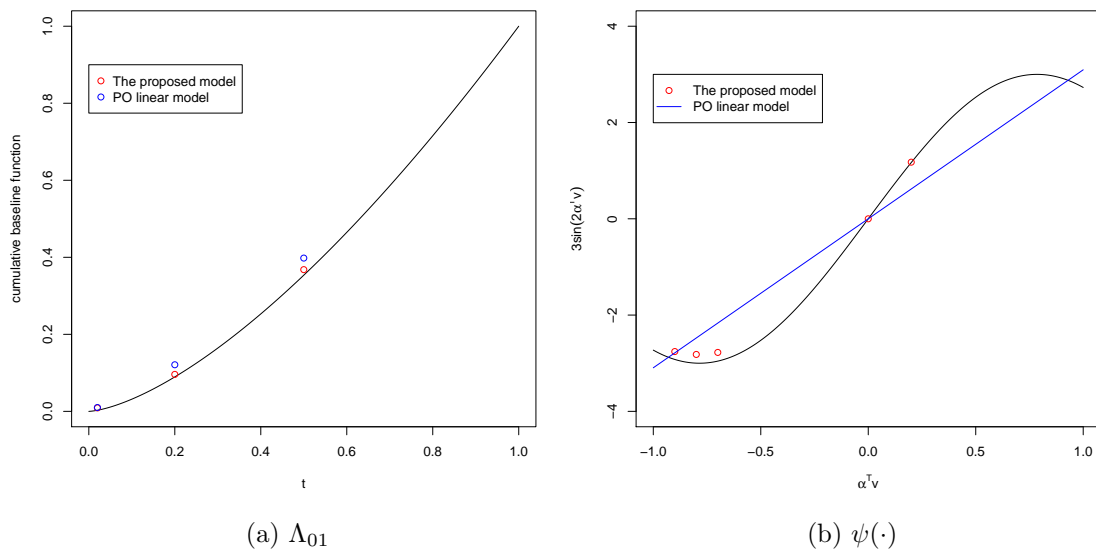 The proposed model
PO linear model
cumulative baseline function
0.0 0.2 0.4 0.6 0.8 1.0
0.0 0.2 0.4 0.6 0.8 1.0
t
(a) Λ₀₁
The proposed model
PO linear model
3sin(2α'v)
−4 −2 0 2 4
−1.0 −0.5 0.0 0.5 1.0
αᵀv
(b) ψ(·)